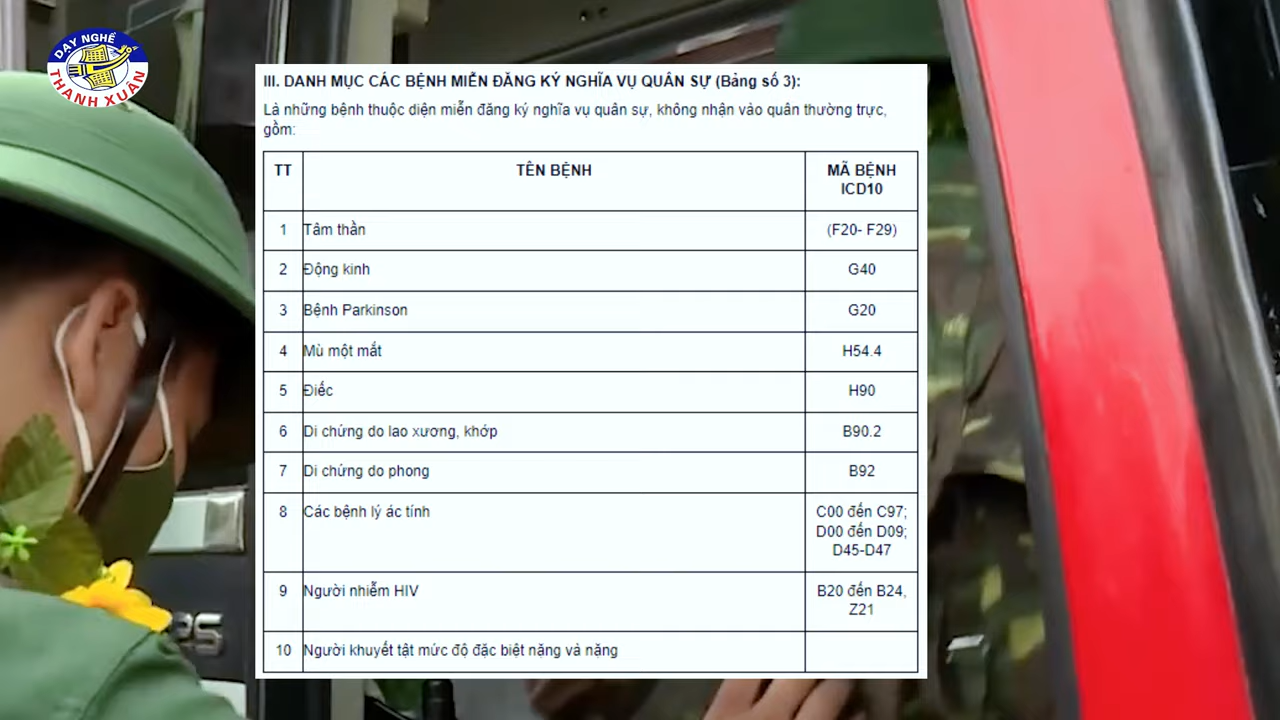 DẠY NGHỀ
THANH XUÂN
III. DANH MỤC CÁC BỆNH MIỄN ĐĂNG KÝ NGHĨA VỤ QUÂN SỰ (Bảng số 3):
Là những bệnh thuộc diện miễn đăng ký nghĩa vụ quân sự, không nhận vào quân thường trực,
gồm:
TT TÊN BỆNH MÃ BỆNH
ICD10
1 Tâm thần (F20- F29)
2 Động kinh G40
3 Bệnh Parkinson G20
4 Mù một mắt H54.4
5 Điếc H90
6 Di chứng do lao xương, khớp B90.2
7 Di chứng do phong B92
8 Các bệnh lý ác tính C00 đến C97;
D00 đến D09;
D45-D47
9 Người nhiễm HIV B20 đến B24,
Z21
10 Người khuyết tật mức độ đặc biệt nặng và nặng